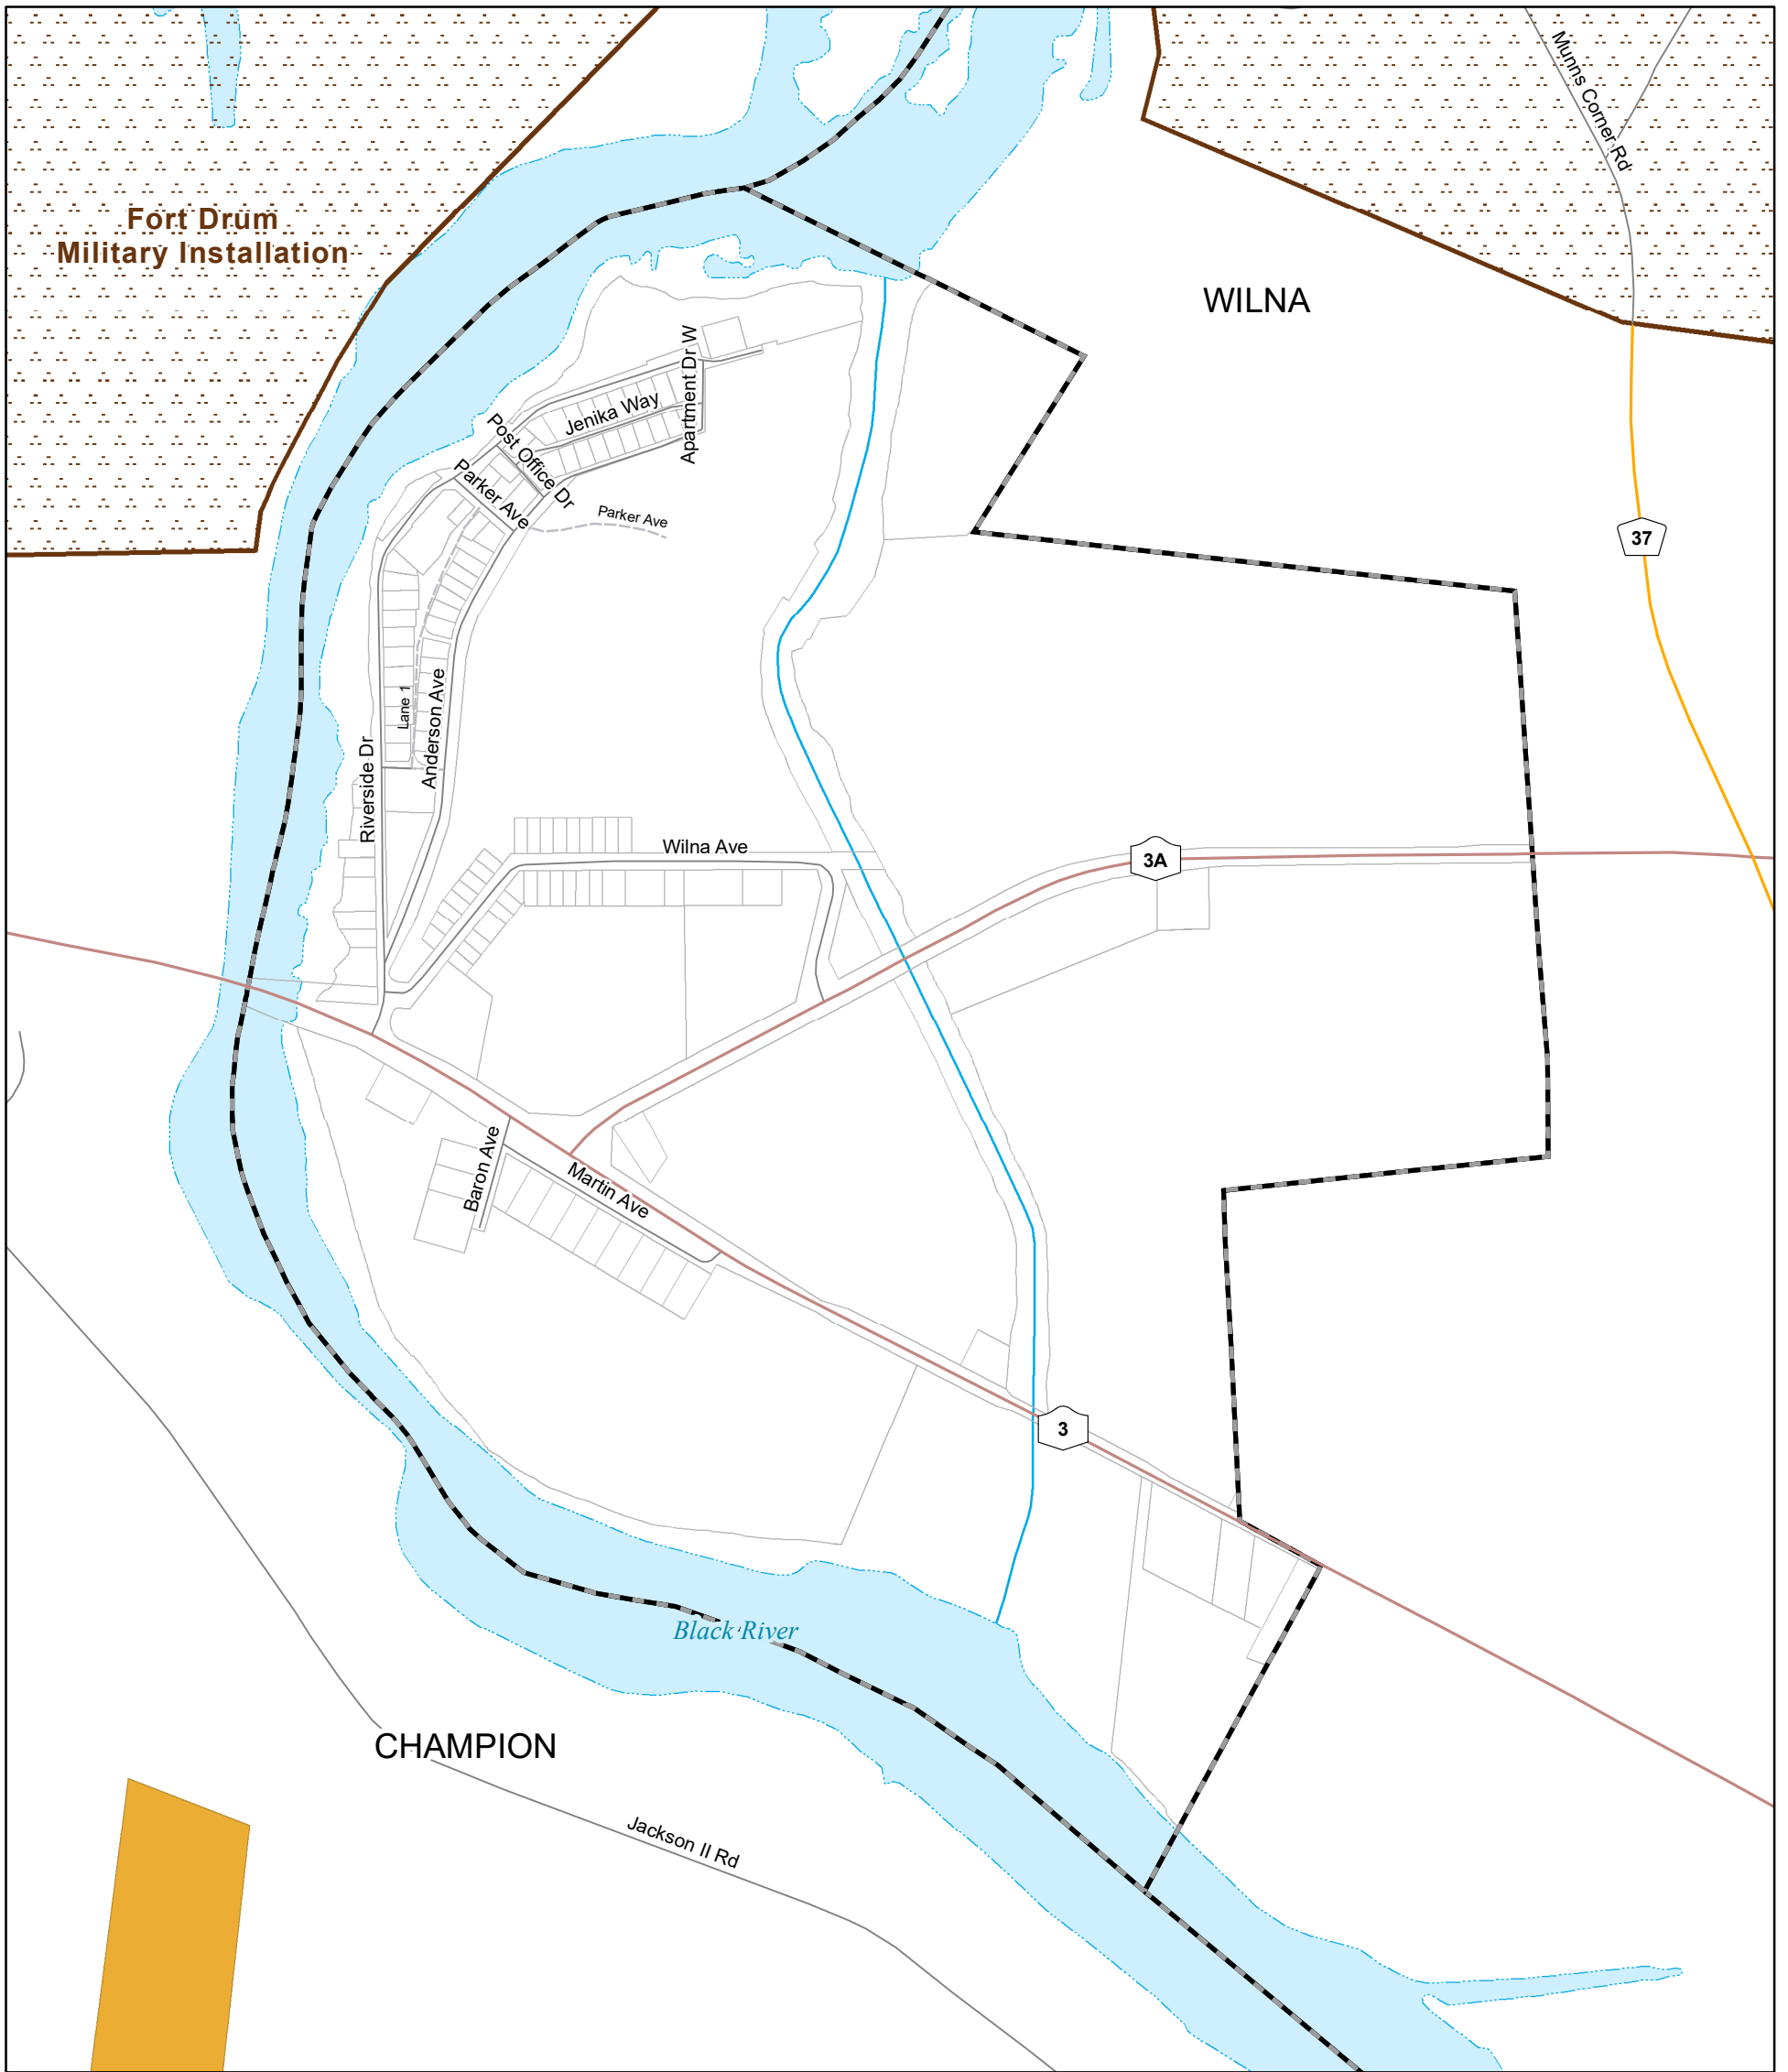 Munns Corner Rd
Fort Drum
Military Installation
WILNA
Apartment Dr W
Jenika Way
Post Office Dr
Parker Ave
Parker Ave
37
Lane 1
Anderson Ave
Riverside Dr
Wilna Ave
3A
Baron Ave
Martin Ave
3
Black River
CHAMPION
Jackson II Rd